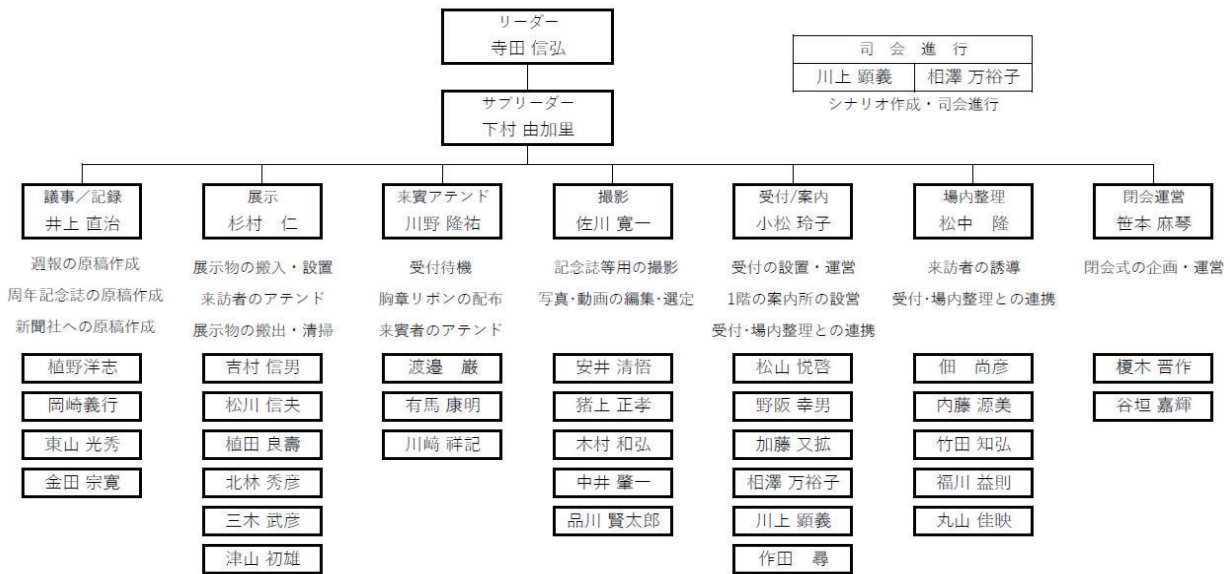 リーダー
寺田 信弘
司 会 進 行
川上 顕義 相澤 万裕子
シナリオ作成・司会進行
サブリーダー
下村 由加里
議事／記録
井上 直治
週報の原稿作成
周年記念誌の原稿作成
新聞社への原稿作成
植野洋志
岡崎義行
東山 光秀
金田 宗寛
展示
杉村 仁
展示物の搬入・設置
来訪者のアテンド
展示物の搬出・清掃
吉村 信男
松川 信夫
植田 良壽
北林 秀彦
三木 武彦
津山 初雄
来賓アテンド
川野 隆祐
受付待機
胸章リボンの配布
来賓者のアテンド
渡邉 巌
有馬 康明
川﨑 祥記
撮影
佐川 寛一
記念誌等用の撮影
写真･動画の編集･選定
安井 清悟
猪上 正孝
木村 和弘
中井 肇一
品川 賢太郎
受付/案内
小松 玲子
受付の設置・運営
1階の案内所の設営
受付･場内整理との連携
松山 悦啓
野阪 幸男
加藤 又拡
相澤 万裕子
川上 顕義
作田 尋
場内整理
松中 隆
来訪者の誘導
受付･場内整理との連携
佃 尚彦
内藤 源美
竹田 知弘
福川 益則
丸山 佳映
閉会運営
笹本 麻琴
閉会式の企画・運営
榎木 晋作
谷垣 嘉輝